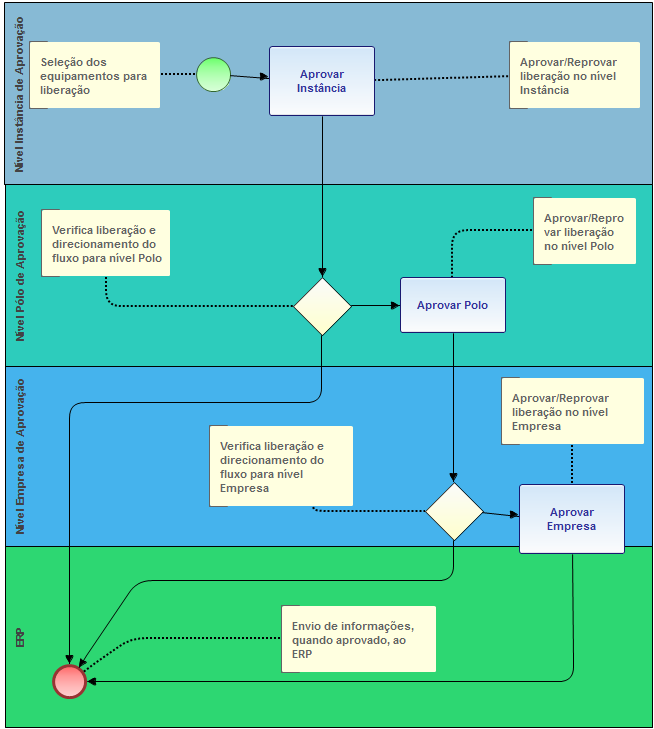 Nível Instância de Aprovação
Seleção dos
equipamentos para
liberação
Aprovar
Instância
Aprovar/Reprovar
liberação no nível
Instância
Nível Pólo de Aprovação
Verifica liberação e
direcionamento do
fluxo para nível Polo
Aprovar/Repro
var liberação
no nível Polo
Aprovar Polo
Nível Empresa de Aprovação
Aprovar/Reprovar
liberação no nível
Empresa
Verifica liberação e
direcionamento do
fluxo para nível
Empresa
Aprovar
Empresa
ERP
Envio de informações,
quando aprovado, ao
ERP